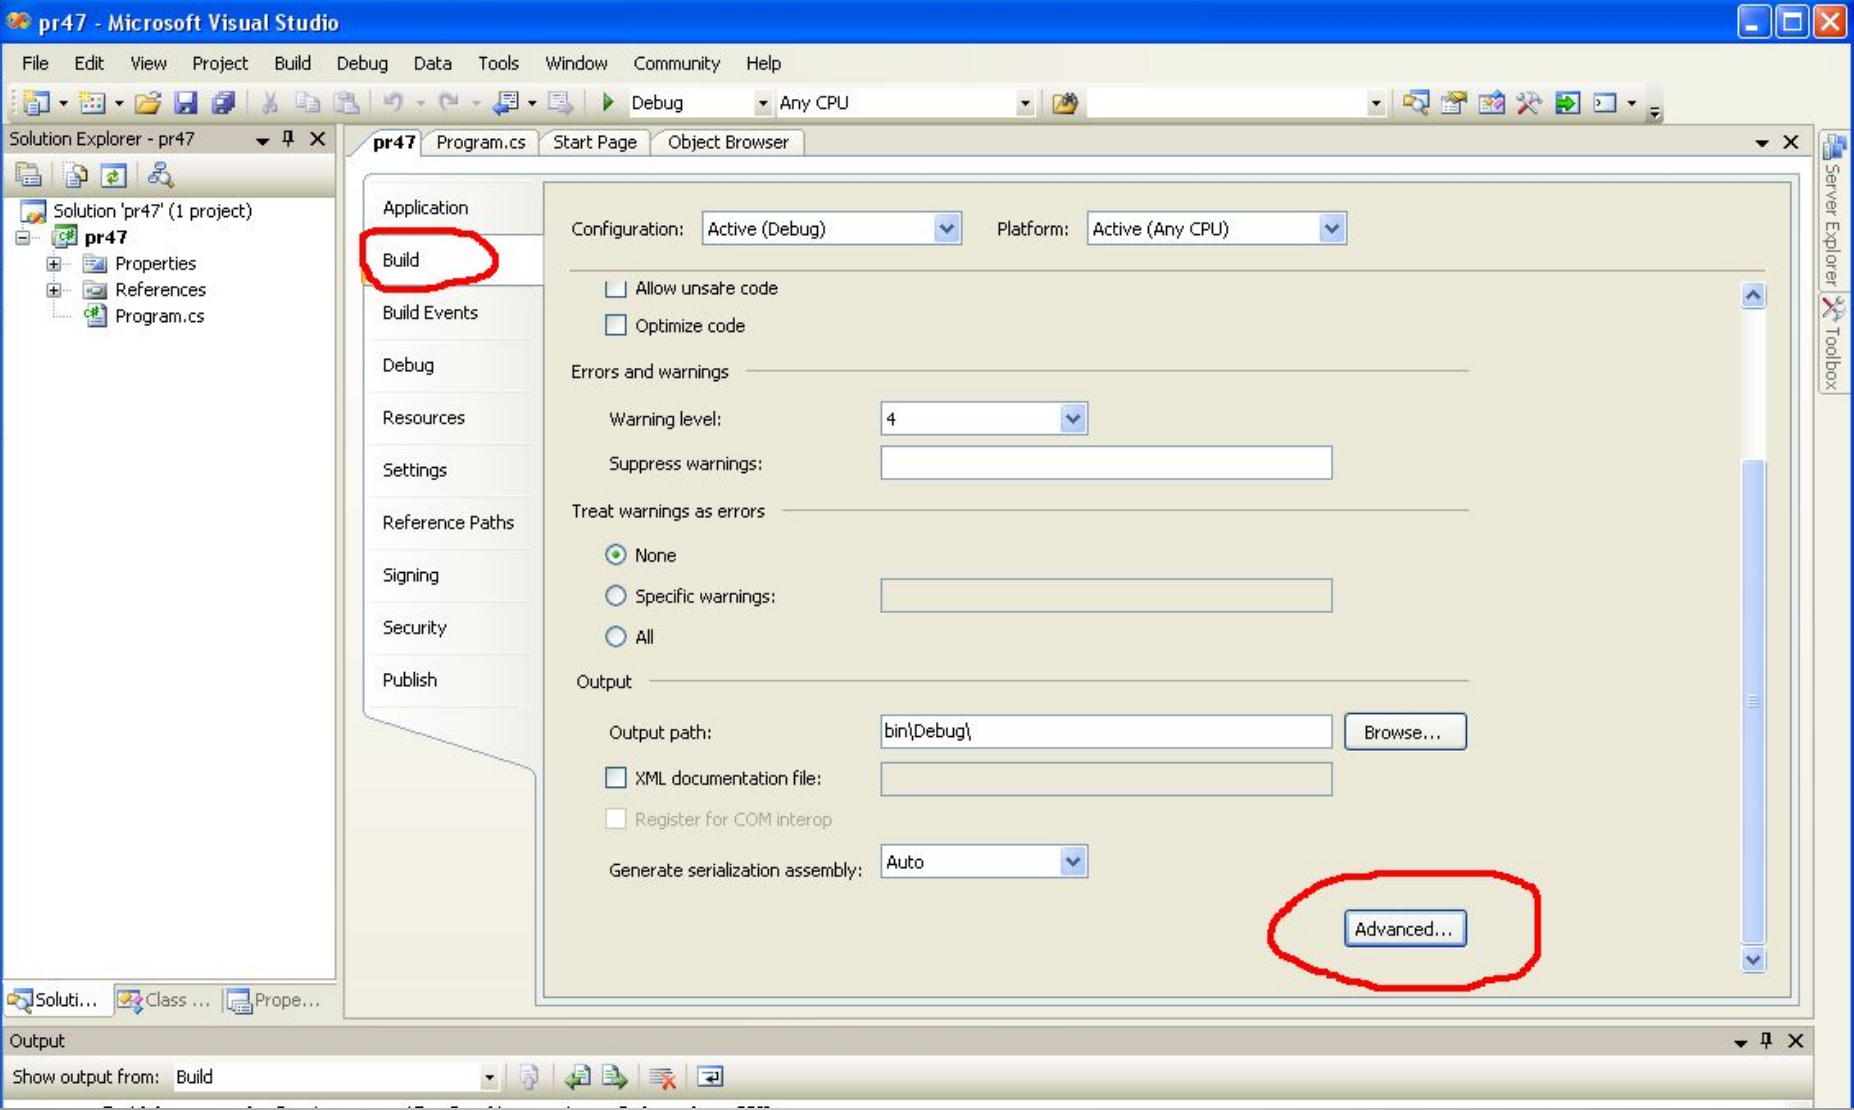 pr47 - Microsoft Visual Studio
File Edit View Project Build Debug Data Tools Window Community Help
Debug Any CPU
Solution Explorer - pr47
Solution 'pr47' (1 project)
pr47
Properties
References
Program.cs
pr47 Program.cs Start Page Object Browser
Application
Build
Build Events
Debug
Resources
Settings
Reference Paths
Signing
Security
Publish
Configuration: Active (Debug) Platform: Active (Any CPU)
Allow unsafe code
Optimize code
Errors and warnings
Warning level: 4
Suppress warnings:
Treat warnings as errors
None
Specific warnings:
All
Output
Output path: bin\Debug\ Browse...
XML documentation file:
Register for COM interop
Generate serialization assembly: Auto
Advanced...
Server Explorer
Toolbox
Soluti... Class ... Prope...
Output
Show output from: Build